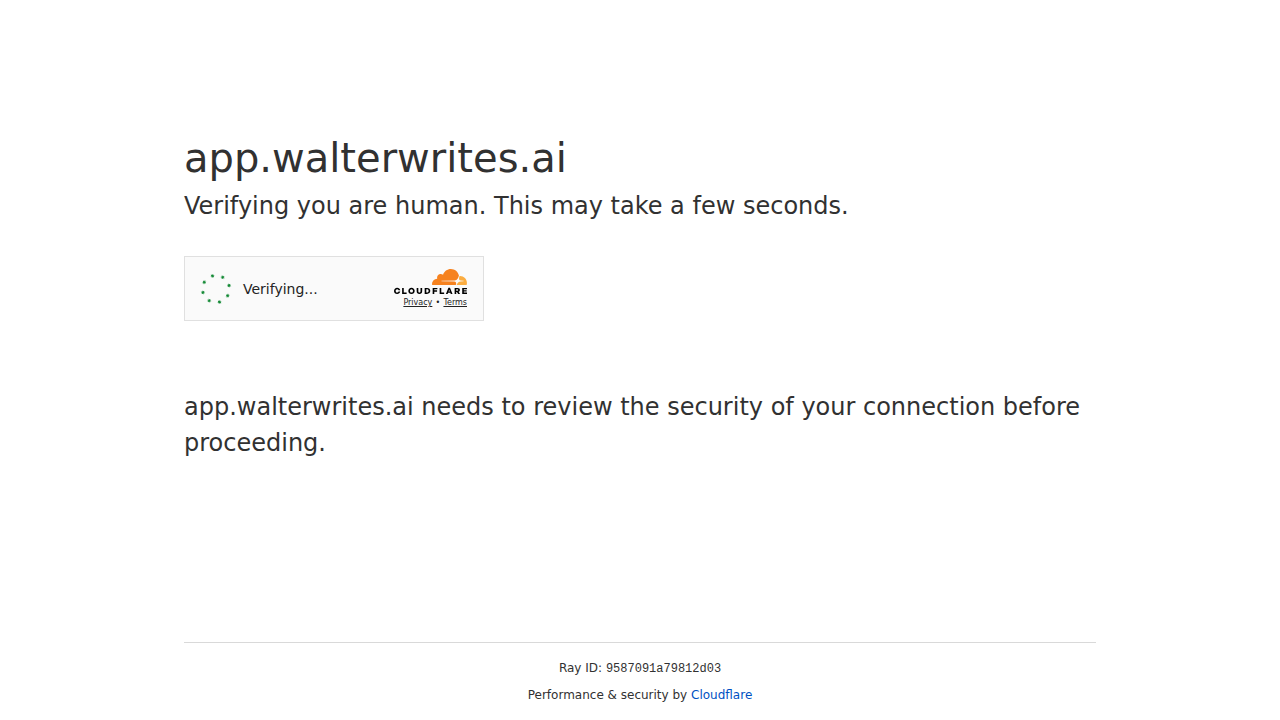 app.walterwrites.ai
Verifying you are human. This may take a few seconds.
Verifying...
CLOUDFLARE
Privacy • Terms
app.walterwrites.ai needs to review the security of your connection before
proceeding.
Ray ID: 9587091a79812d03
Performance & security by Cloudflare